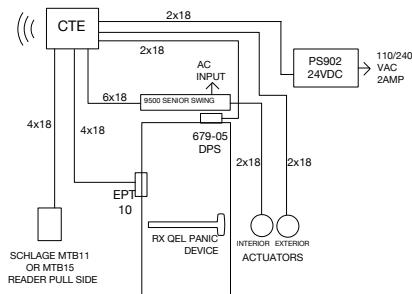 2x18
CTE
2x18
PS902
24VDC
110/240
VAC
2AMP
AC
INPUT
6x18
9500 SENIOR SWING
4x18
4x18
679-05
DPS
2x18
2x18
EPT
10
RX QEL PANIC
DEVICE
INTERIOR
EXTERIOR
ACTUATORS
SCHLAGE MTB11
OR MTB15
READER PULL SIDE